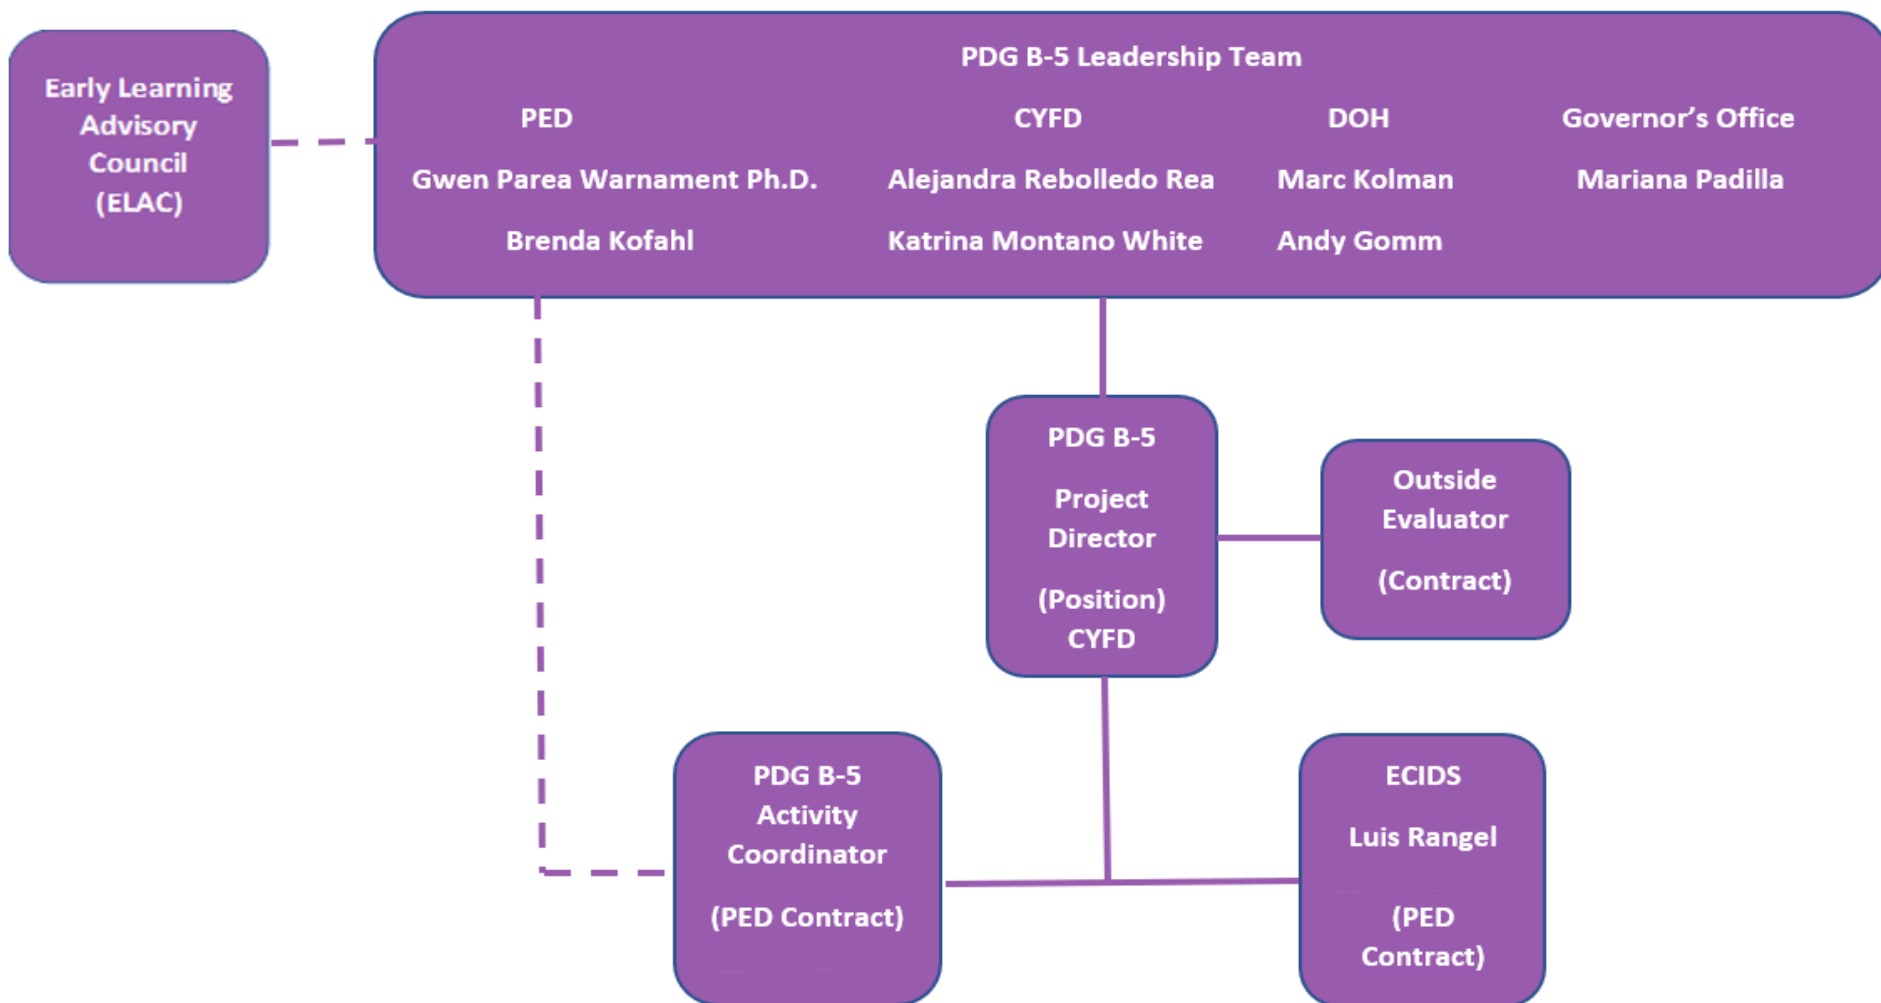 Early Learning
Advisory
Council
(ELAC)
PDG B-5 Leadership Team
PED CYFD DOH Governor’s Office
Gwen Parea Warnament Ph.D. Alejandra Rebolledo Rea Marc Kolman Mariana Padilla
Brenda Kofahl Katrina Montano White Andy Gomm
PDG B-5
Project
Director
(Position)
CYFD
Outside
Evaluator
(Contract)
PDG B-5
Activity
Coordinator
(PED Contract)
ECIDS
Luis Rangel
(PED
Contract)